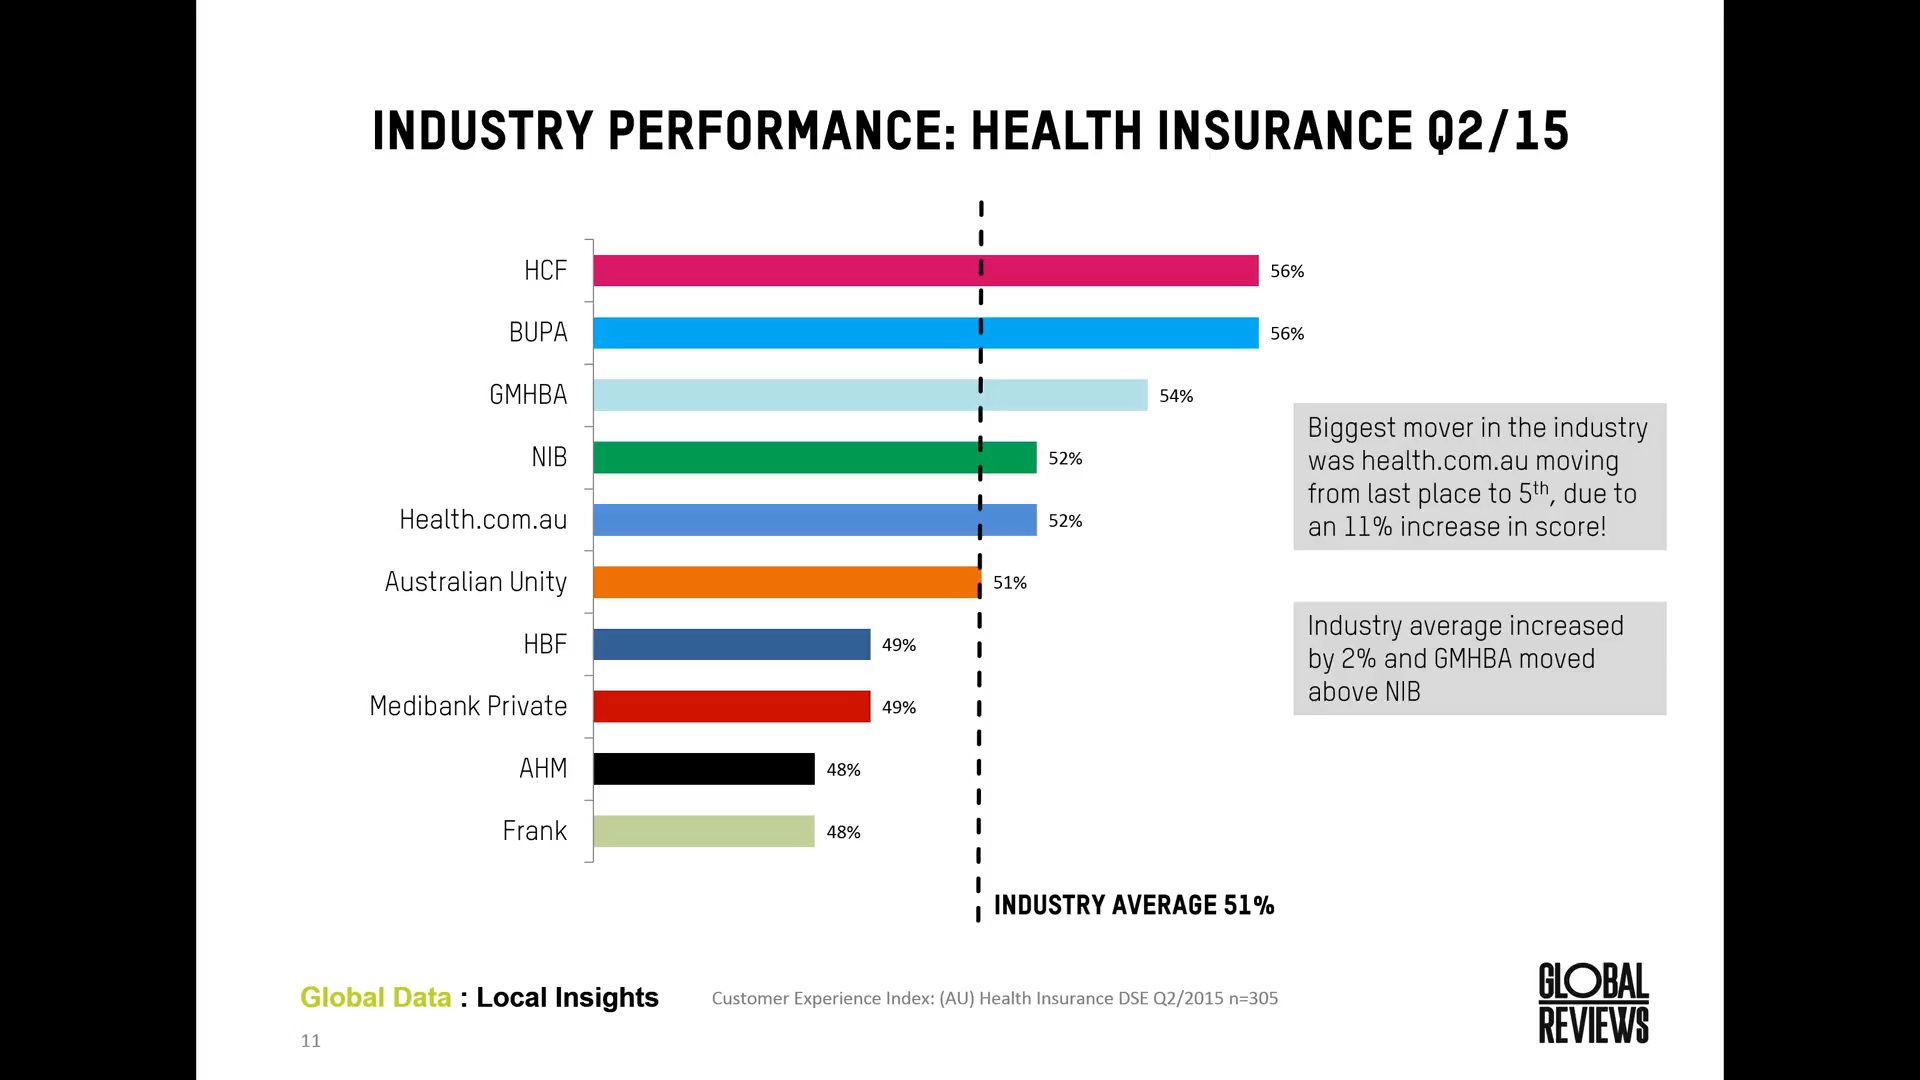 INDUSTRY PERFORMANCE: HEALTH INSURANCE Q2/15
HCF 56%
BUPA 56%
GMHBA 54%
NIB 52%
Health.com.au 52%
Australian Unity 51%
HBF 49%
Medibank Private 49%
AHM 48%
Frank 48%
INDUSTRY AVERAGE 51%
Biggest mover in the industry
was health.com.au moving
from last place to 5th, due to
an 11% increase in score!
Industry average increased
by 2% and GMHBA moved
above NIB
Global Data : Local Insights
Customer Experience Index: (AU) Health Insurance DSE Q2/2015 n=305
GLOBAL
REVIEWS
11